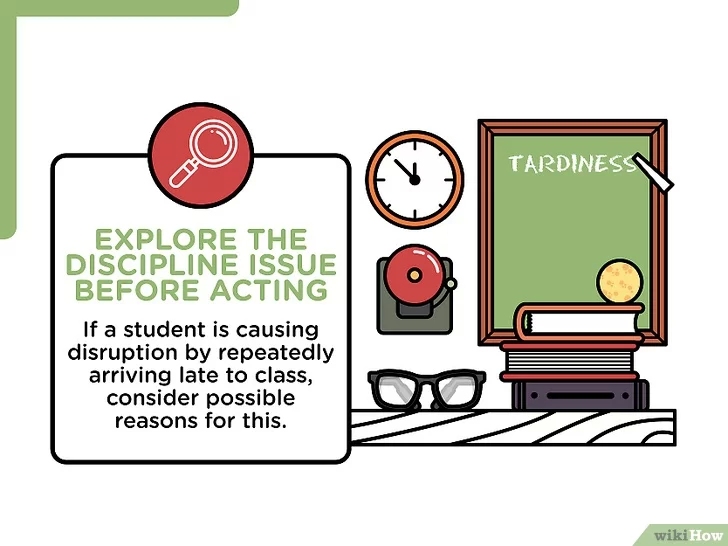 EXPLORE THE
DISCIPLINE ISSUE
BEFORE ACTING
If a student is causing
disruption by repeatedly
arriving late to class,
consider possible
reasons for this.
TARDINESS
wikiHow